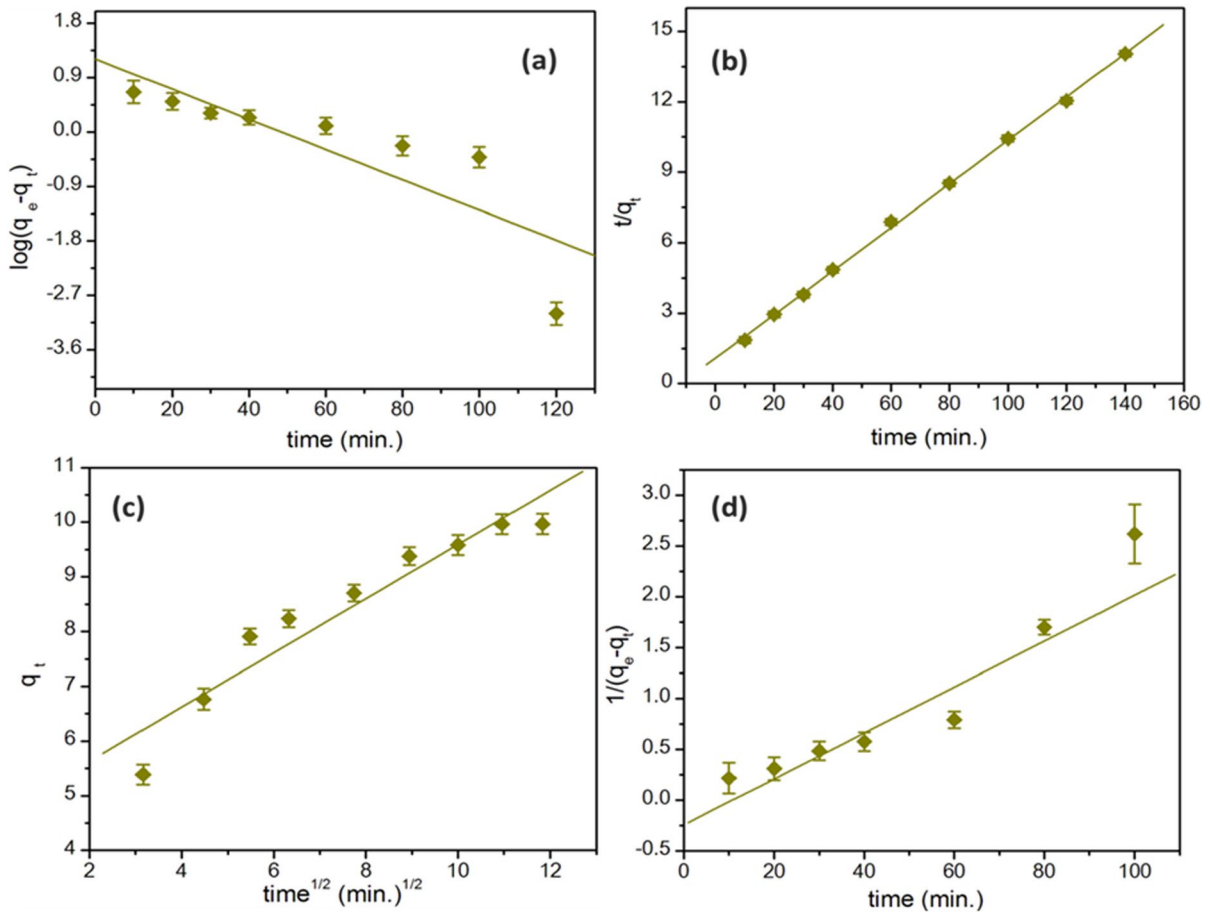 (a)
1.8
0.9
0.0
-0.9
-1.8
-2.7
-3.6
log(q e-q t)
0 20 40 60 80 100 120
time (min.)
(b)
15
12
9
6
3
0
t/qt
0 20 40 60 80 100 120 140 160
time (min.)
(c)
11
10
9
8
7
6
5
4
q t
2 4 6 8 10 12
time1/2 (min.)1/2
(d)
3.0
2.5
2.0
1.5
1.0
0.5
0.0
-0.5
1/(qe-qt)
0 20 40 60 80 100
time (min.)